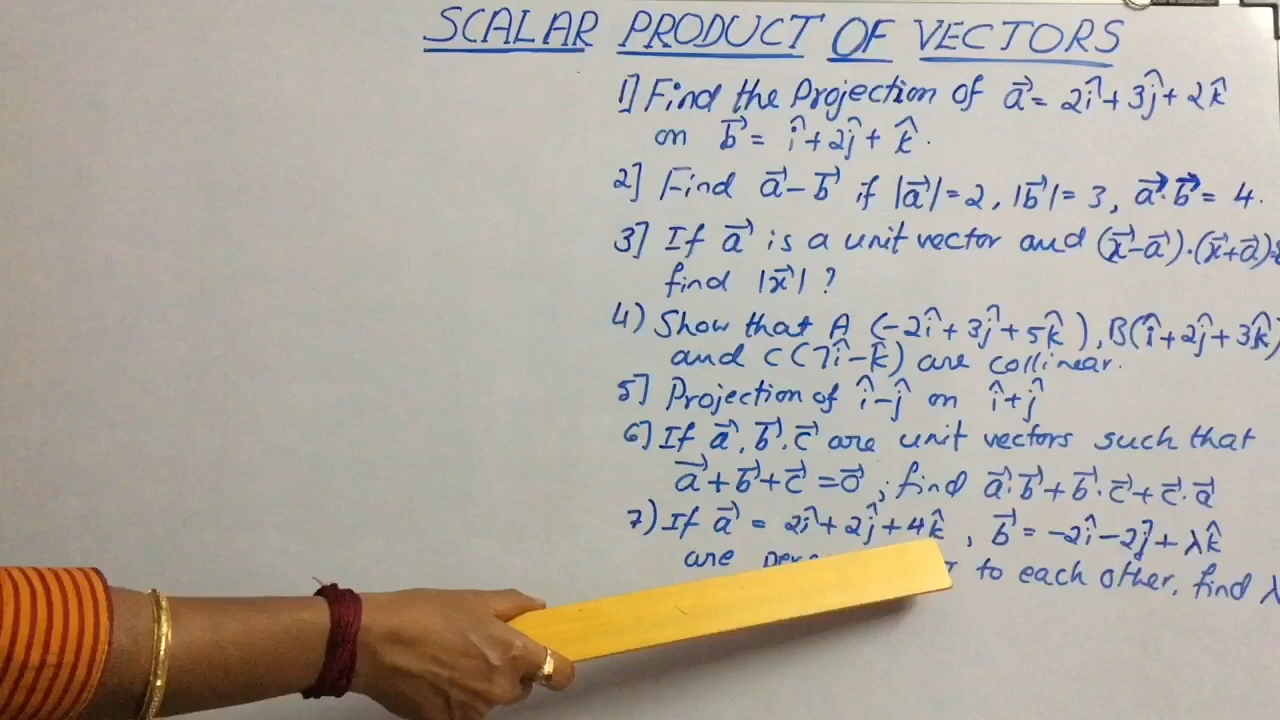 SCALAR PRODUCT OF VECTORS
1] Find the Projection of a⃗ = 2î + 3ĵ + 2k̂
on b⃗ = î + 2ĵ + k̂.
2] Find a⃗ - b⃗ if |a⃗| = 2, |b⃗| = 3, a⃗·b⃗ = 4.
3] If a⃗ is a unit vector and (x⃗ - a⃗)·(x⃗ + a⃗) =
find |x⃗| ?
4) Show that A (-2î + 3ĵ + 5k̂), B(î + 2ĵ + 3k̂)
and C(7î - k̂) are collinear.
5] Projection of î - ĵ on î + ĵ
6] If a⃗, b⃗, c⃗ are unit vectors such that
a⃗ + b⃗ + c⃗ = 0⃗, find a⃗·b⃗ + b⃗·c⃗ + c⃗·a⃗
7) If a⃗ = 2î + 2ĵ + 4k̂, b⃗ = -2î - 2ĵ + λk̂
are to each other, find λ